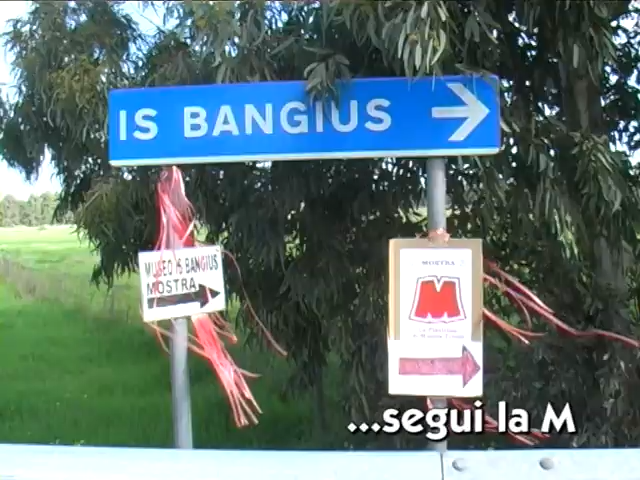 IS BANGIUS
MUSEO IS BANGIUS
MOSTRA
MOSTRA
M
...segui la M